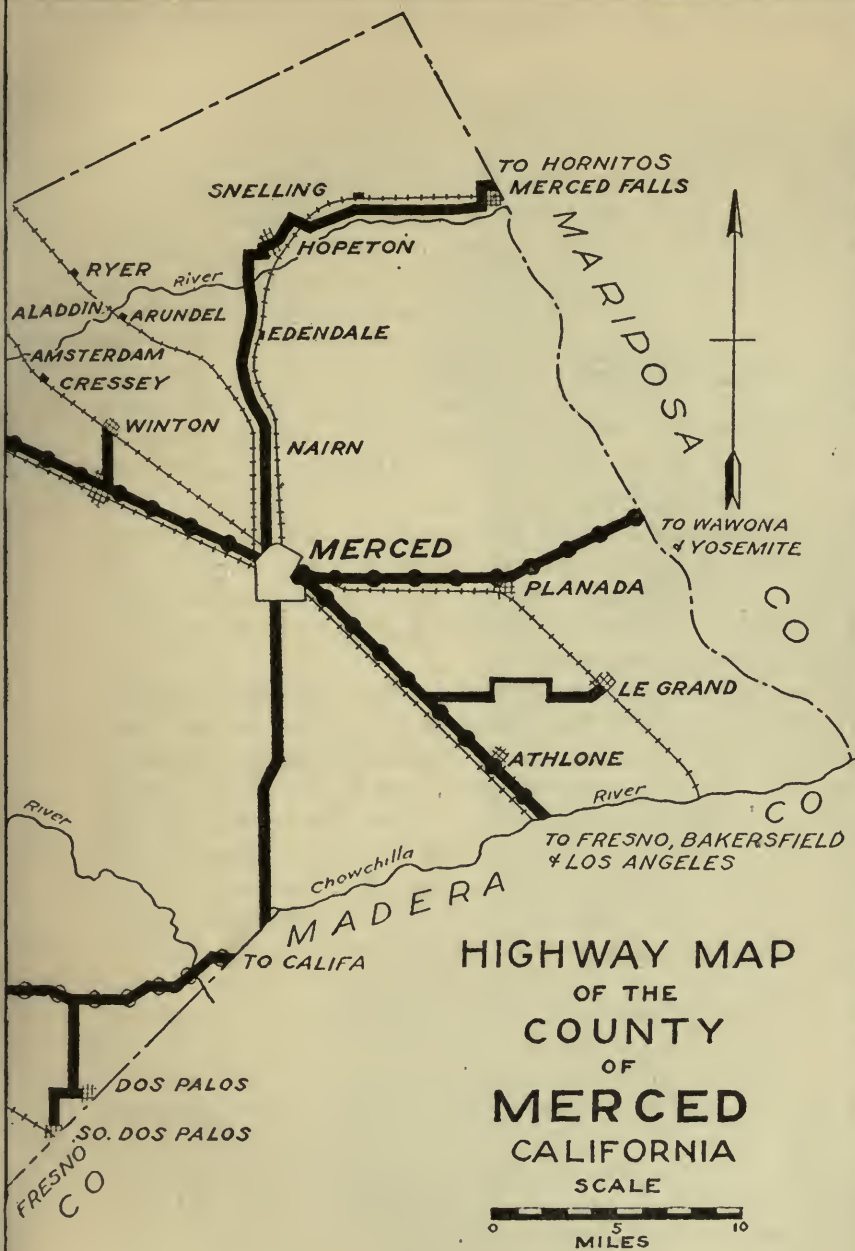 TO HORNITOS
MERCED FALLS
SNELLING
HOPETON
MARIPOSA
RYER
River
ALADDIN
ARUNDEL
EDENDALE
AMSTERDAM
CRESSEY
WINTON
NAIRN
TO WAWONA
& YOSEMITE
MERCED
PLANADA
CO
LE GRAND
ATHLONE
River
CO
River
TO FRESNO, BAKERSFIELD
& LOS ANGELES
Chowchilla
MADERA
TO CALIFA
DOS PALOS
SO. DOS PALOS
FRESNO
CO
HIGHWAY MAP
OF THE
COUNTY
OF
MERCED
CALIFORNIA
SCALE
0 5 10
MILES